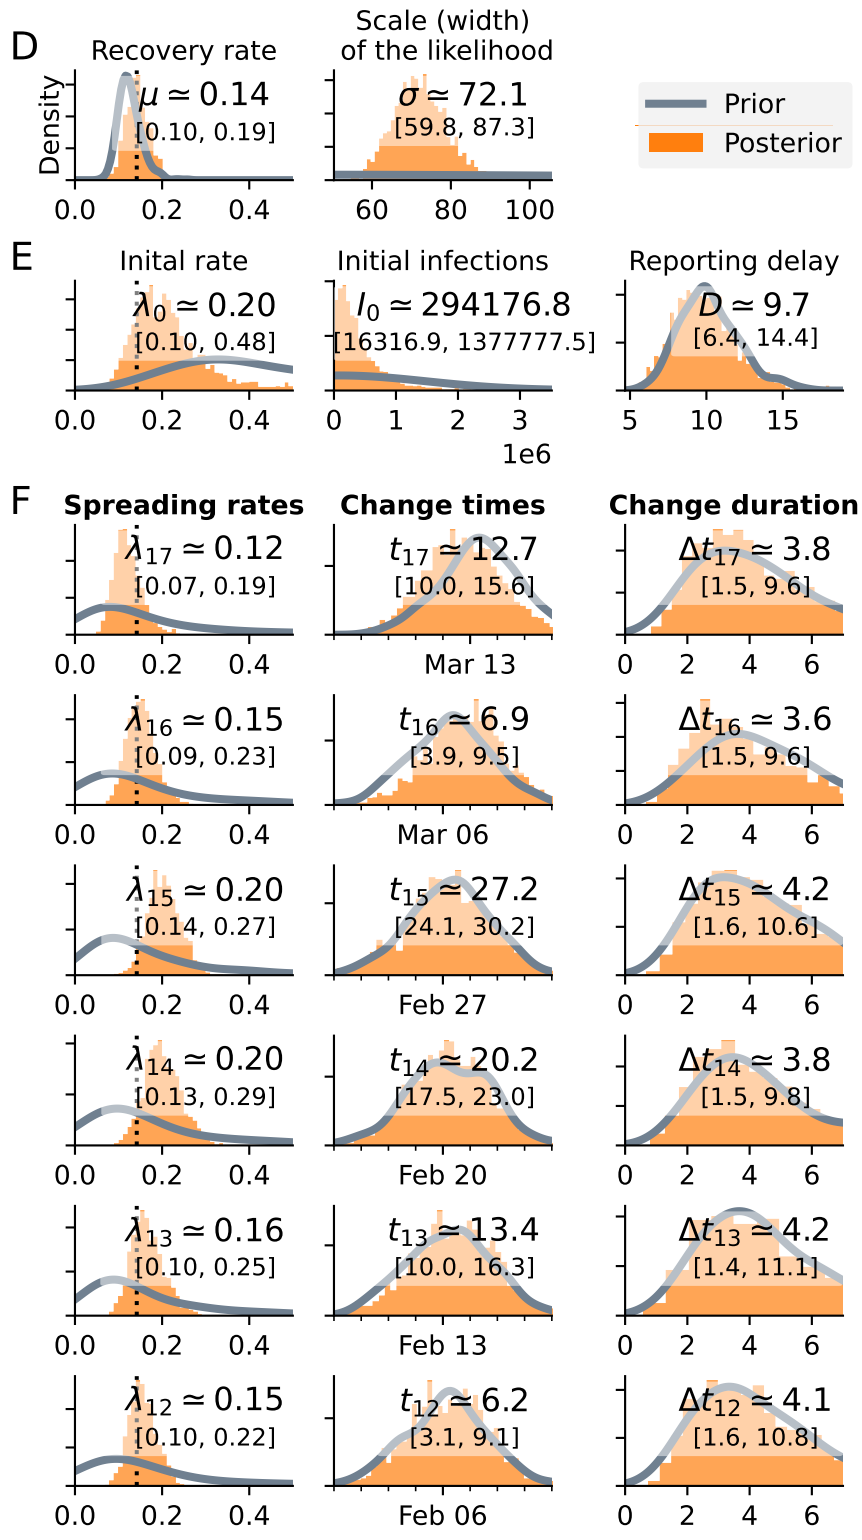 D
Recovery rate
Scale (width)
of the likelihood
Density
μ ≃ 0.14
[0.10, 0.19]
0.0 0.2 0.4
σ ≃ 72.1
[59.8, 87.3]
60 80 100
Prior
Posterior
E
Inital rate
Initial infections
Reporting delay
λ0 ≃ 0.20
[0.10, 0.48]
0.0 0.2 0.4
I0 ≃ 294176.8
[16316.9, 1377777.5]
0 1 2 3
1e6
D ≃ 9.7
[6.4, 14.4]
5 10 15
F
Spreading rates
Change times
Change duration
λ17 ≃ 0.12
[0.07, 0.19]
0.0 0.2 0.4
t17 ≃ 12.7
[10.0, 15.6]
Mar 13
Δt17 ≃ 3.8
[1.5, 9.6]
0 2 4 6
λ16 ≃ 0.15
[0.09, 0.23]
0.0 0.2 0.4
t16 ≃ 6.9
[3.9, 9.5]
Mar 06
Δt16 ≃ 3.6
[1.5, 9.6]
0 2 4 6
λ15 ≃ 0.20
[0.14, 0.27]
0.0 0.2 0.4
t15 ≃ 27.2
[24.1, 30.2]
Feb 27
Δt15 ≃ 4.2
[1.6, 10.6]
0 2 4 6
λ14 ≃ 0.20
[0.13, 0.29]
0.0 0.2 0.4
t14 ≃ 20.2
[17.5, 23.0]
Feb 20
Δt14 ≃ 3.8
[1.5, 9.8]
0 2 4 6
λ13 ≃ 0.16
[0.10, 0.25]
0.0 0.2 0.4
t13 ≃ 13.4
[10.0, 16.3]
Feb 13
Δt13 ≃ 4.2
[1.4, 11.1]
0 2 4 6
λ12 ≃ 0.15
[0.10, 0.22]
0.0 0.2 0.4
t12 ≃ 6.2
[3.1, 9.1]
Feb 06
Δt12 ≃ 4.1
[1.6, 10.8]
0 2 4 6